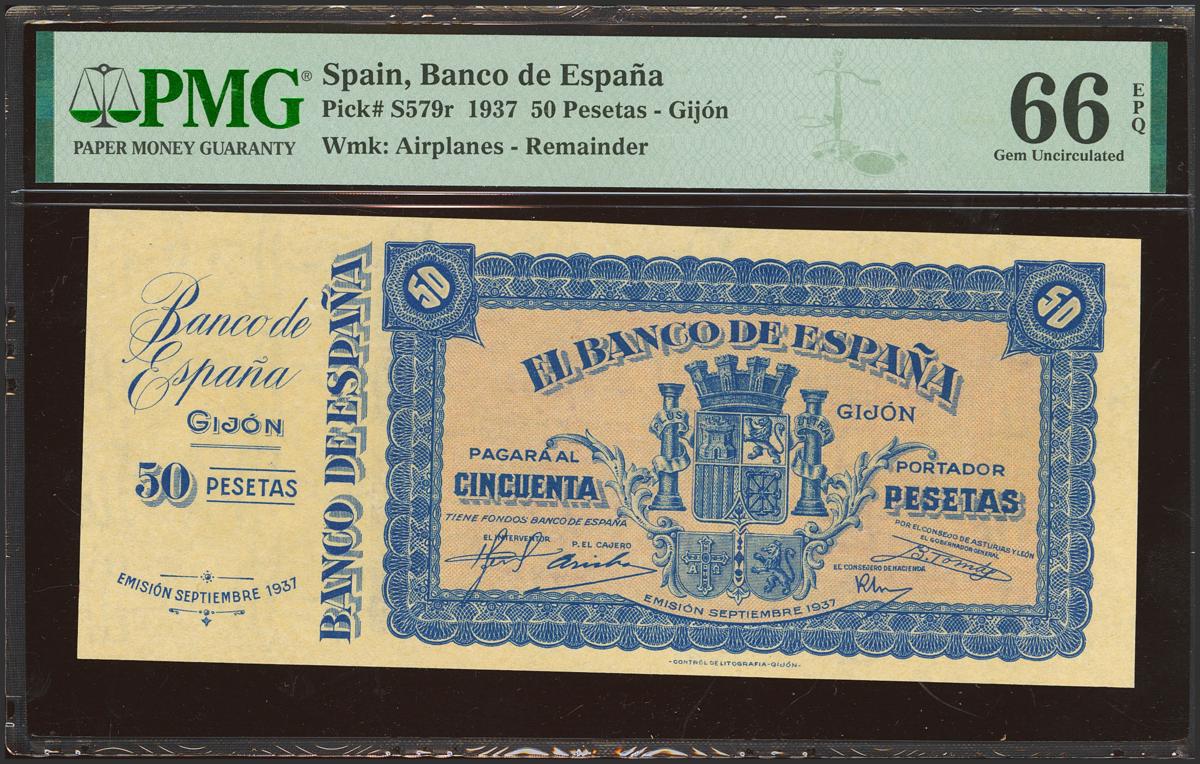 PMG®
PAPER MONEY GUARANTY
Spain, Banco de España
Pick# S579r 1937 50 Pesetas - Gijón
Wmk: Airplanes - Remainder
66
EPQ
Gem Uncirculated
Banco de
España
GIJÓN
50 PESETAS
EMISIÓN SEPTIEMBRE 1937
BANCO DE ESPAÑA
50
50
EL BANCO DE ESPAÑA
GIJÓN
PLUS
ULTRA
PAGARÁ AL
PORTADOR
CINCUENTA
PESETAS
TIENE FONDOS BANCO DE ESPAÑA
EL INTERVENTOR
P. EL CAJERO
POR EL CONSEJO DE ASTURIAS Y LEÓN
EL GOBERNADOR GENERAL
B. Tomás
EL CONSEJERO DE HACIENDA
EMISIÓN SEPTIEMBRE 1937
- CONTROL DE LITOGRAFIA - GIJÓN -